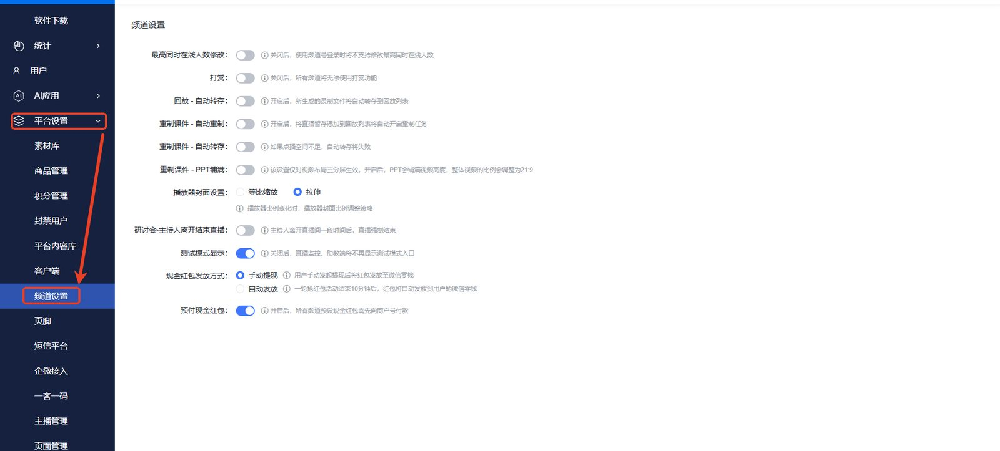 软件下载
统计
用户
AI应用
平台设置
素材库
商品管理
积分管理
封禁用户
平台内容库
客户端
频道设置
页脚
短信平台
企微接入
一客一码
主播管理
页面管理
频道设置
最高同时在线人数修改： 关闭后，使用频道号登录时将不支持修改最高同时在线人数
打赏： 关闭后，所有频道将无法使用打赏功能
回放 - 自动转存： 开启后，新生成的录制文件将自动转存到回放列表
重制课件 - 自动重制： 开启后，将直播暂存添加到回放列表将自动开启重制任务
重制课件 - 自动转存： 如果点播空间不足，自动转存将失败
重制课件 - PPT铺满： 该设置仅对视频布局三分屏生效，开启后，PPT会铺满视频高度，整体视频的比例会调整为21:9
播放器封面设置： 等比缩放 拉伸
播放器比例变化时，播放器封面比例调整策略
研讨会-主持人离开结束直播： 主持人离开直播间一段时间后，直播强制结束
测试模式显示： 关闭后，直播监控、助教端将不再显示测试模式入口
现金红包发放方式： 手动提现 用户手动发起提现后将红包发放至微信零钱
自动发放 一轮抢红包活动结束10分钟后，红包将自动发放到用户的微信零钱
预付现金红包： 开启后，所有频道预设现金红包需先向商户号付款